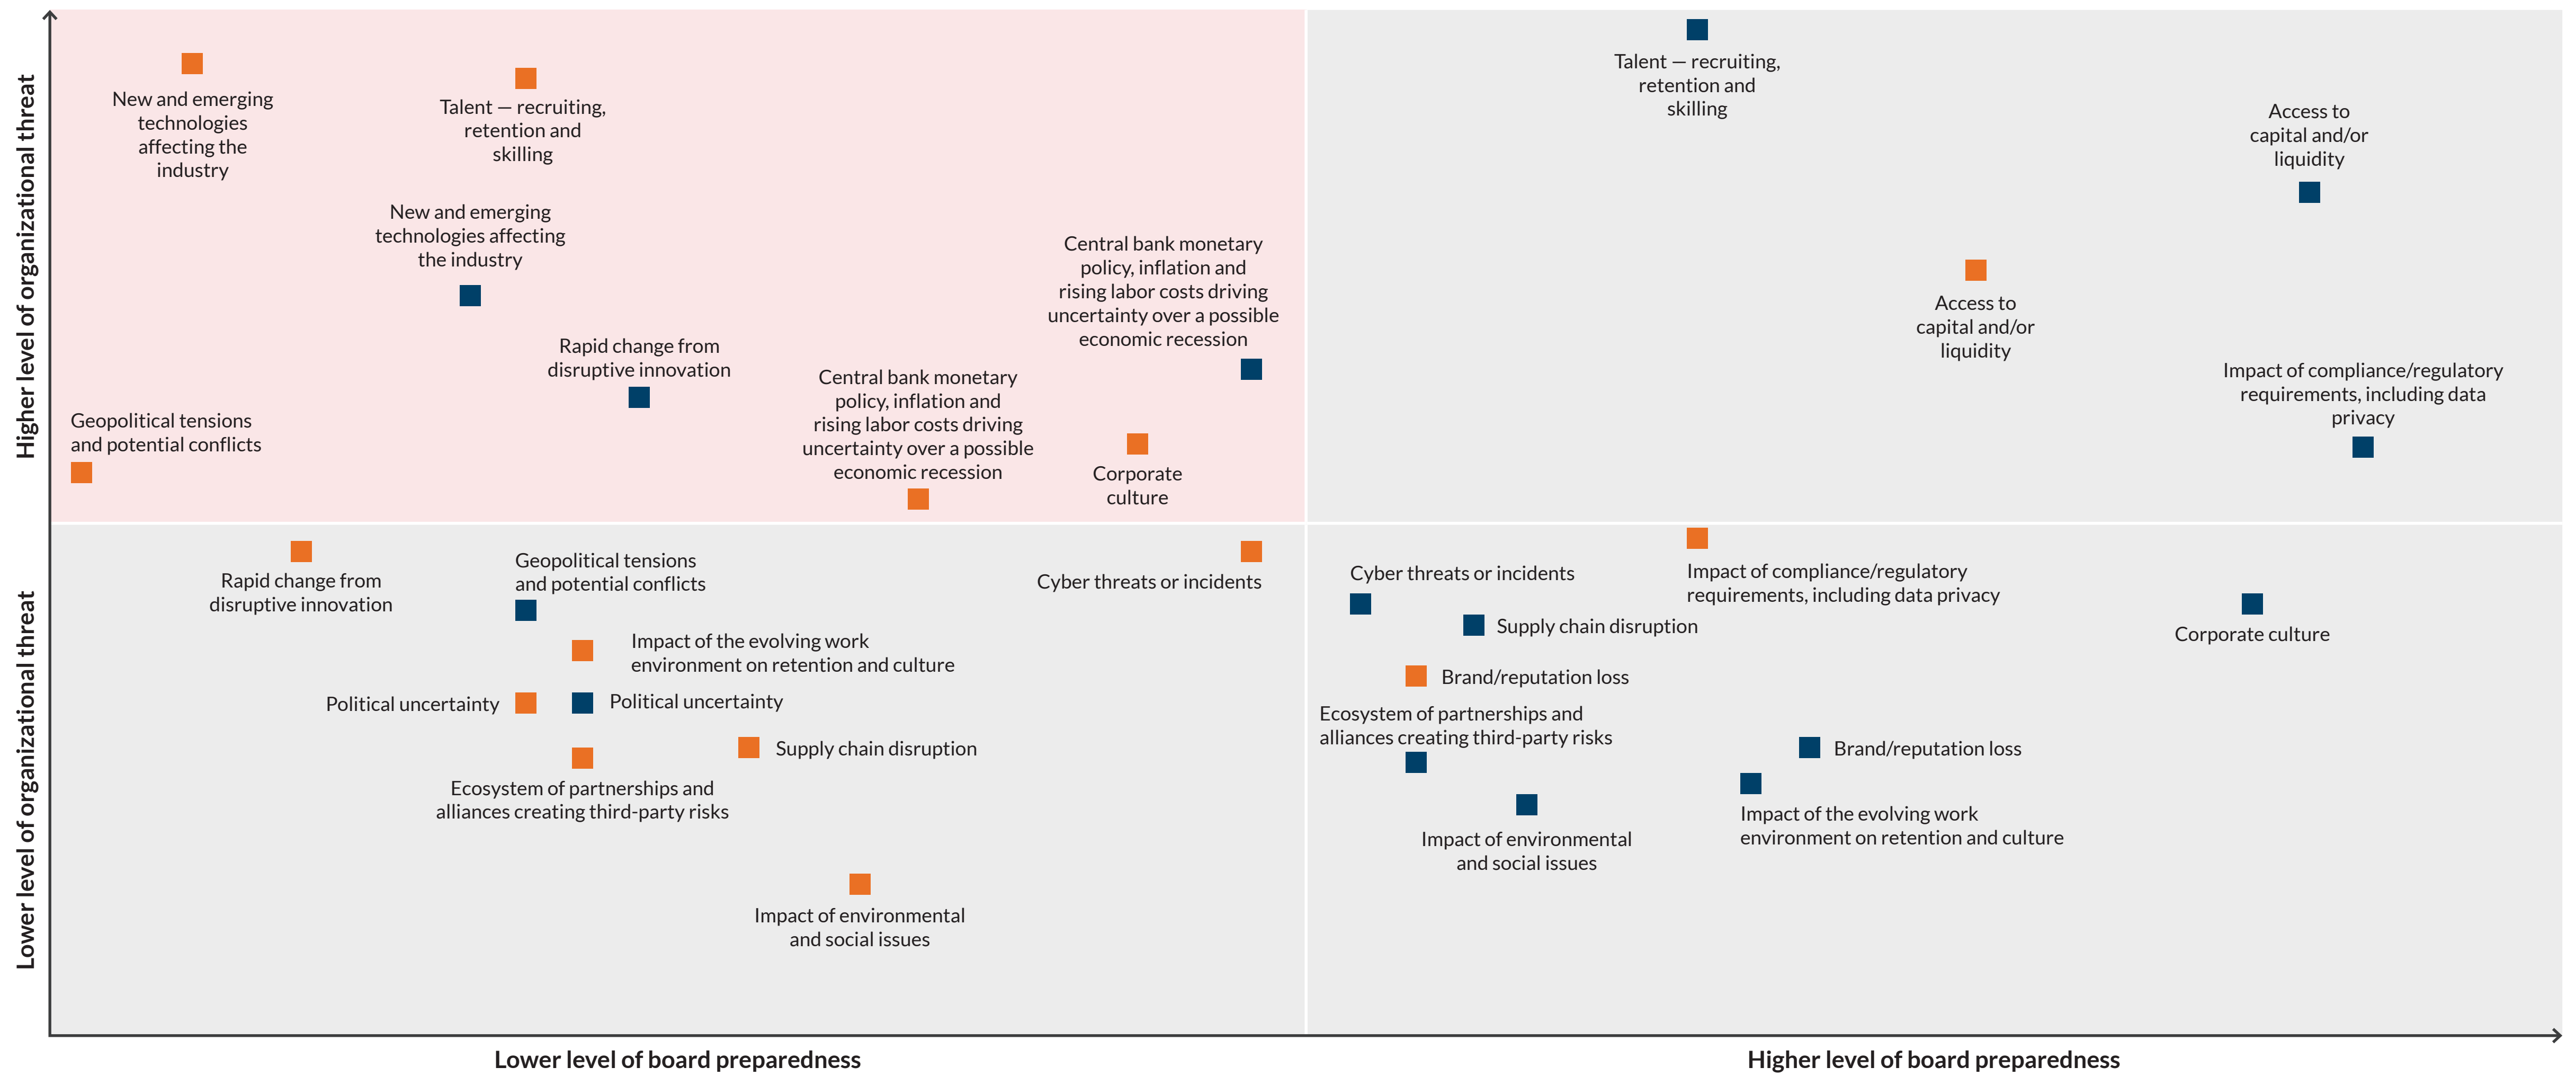 Higher level of organizational threat
Lower level of organizational threat
New and emerging
technologies
affecting the
industry
Talent — recruiting,
retention and
skilling
New and emerging
technologies affecting
the industry
Rapid change from
disruptive innovation
Geopolitical tensions
and potential conflicts
Central bank monetary
policy, inflation and
rising labor costs driving
uncertainty over a possible
economic recession
Central bank monetary
policy, inflation and
rising labor costs driving
uncertainty over a possible
economic recession
Corporate
culture
Talent — recruiting,
retention and
skilling
Access to
capital and/or
liquidity
Access to
capital and/or
liquidity
Impact of compliance/regulatory
requirements, including data
privacy
Rapid change from
disruptive innovation
Geopolitical tensions
and potential conflicts
Cyber threats or incidents
Impact of the evolving work
environment on retention and culture
Political uncertainty
Political uncertainty
Supply chain disruption
Ecosystem of partnerships and
alliances creating third-party risks
Impact of environmental
and social issues
Cyber threats or incidents
Impact of compliance/regulatory
requirements, including data privacy
Supply chain disruption
Corporate culture
Brand/reputation loss
Ecosystem of partnerships and
alliances creating third-party risks
Brand/reputation loss
Impact of the evolving work
environment on retention and culture
Impact of environmental
and social issues
Lower level of board preparedness
Higher level of board preparedness